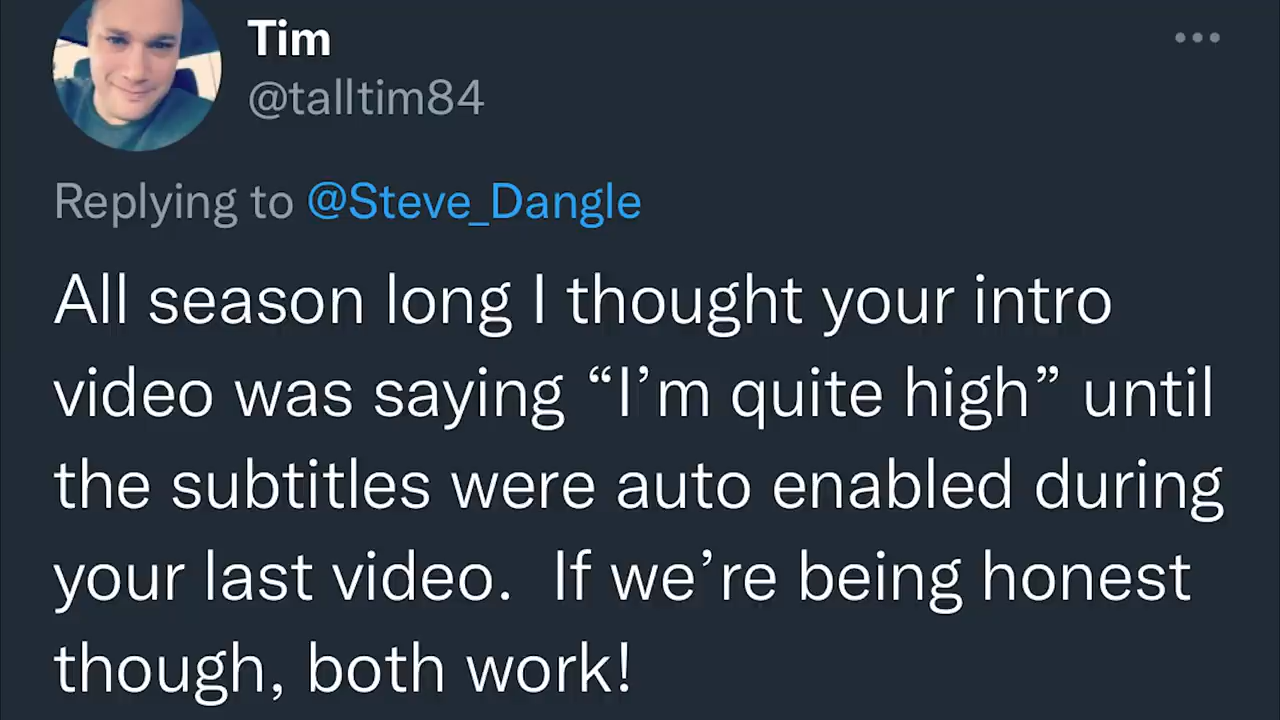 Tim
@talltim84
Replying to @Steve_Dangle
All season long I thought your intro
video was saying “I’m quite high” until
the subtitles were auto enabled during
your last video.  If we’re being honest
though, both work!